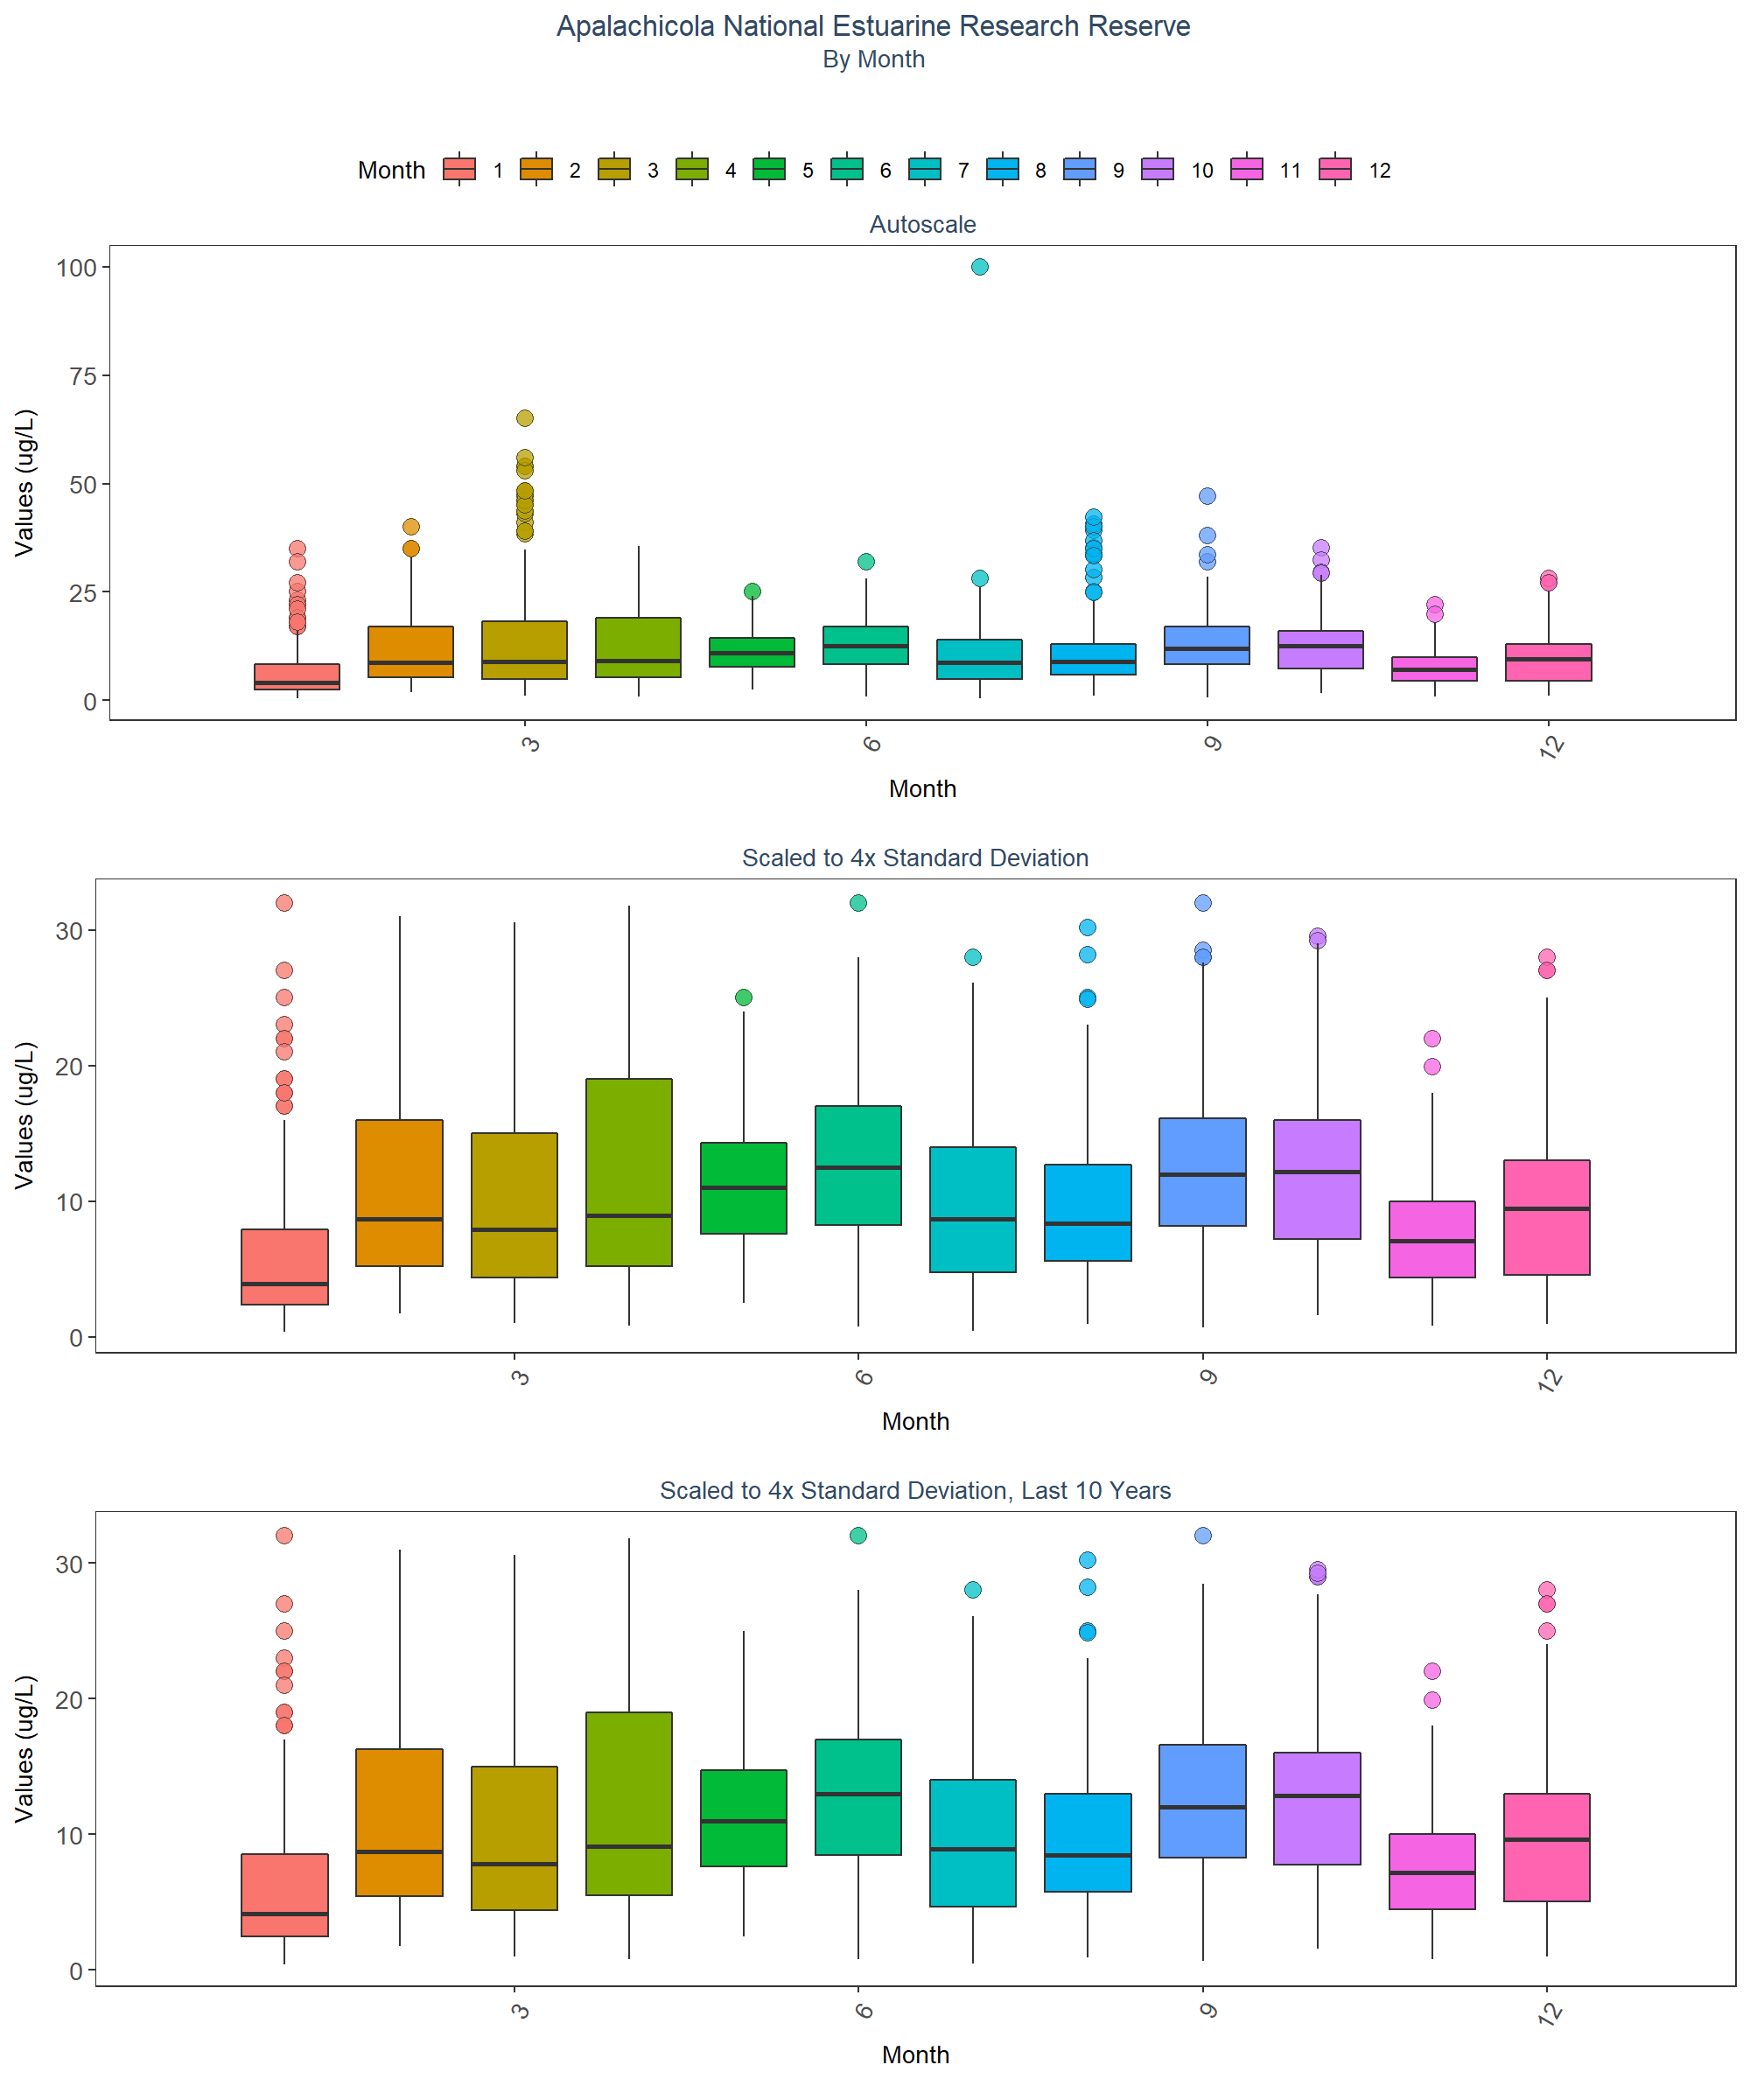 Apalachicola National Estuarine Research Reserve
By Month
Month 1 2 3 4 5 6 7 8 9 10 11 12
Autoscale
Values (ug/L)
100
75
50
25
0
3 6 9 12
Month
Scaled to 4x Standard Deviation
Values (ug/L)
30
20
10
0
3 6 9 12
Month
Scaled to 4x Standard Deviation, Last 10 Years
Values (ug/L)
30
20
10
0
3 6 9 12
Month